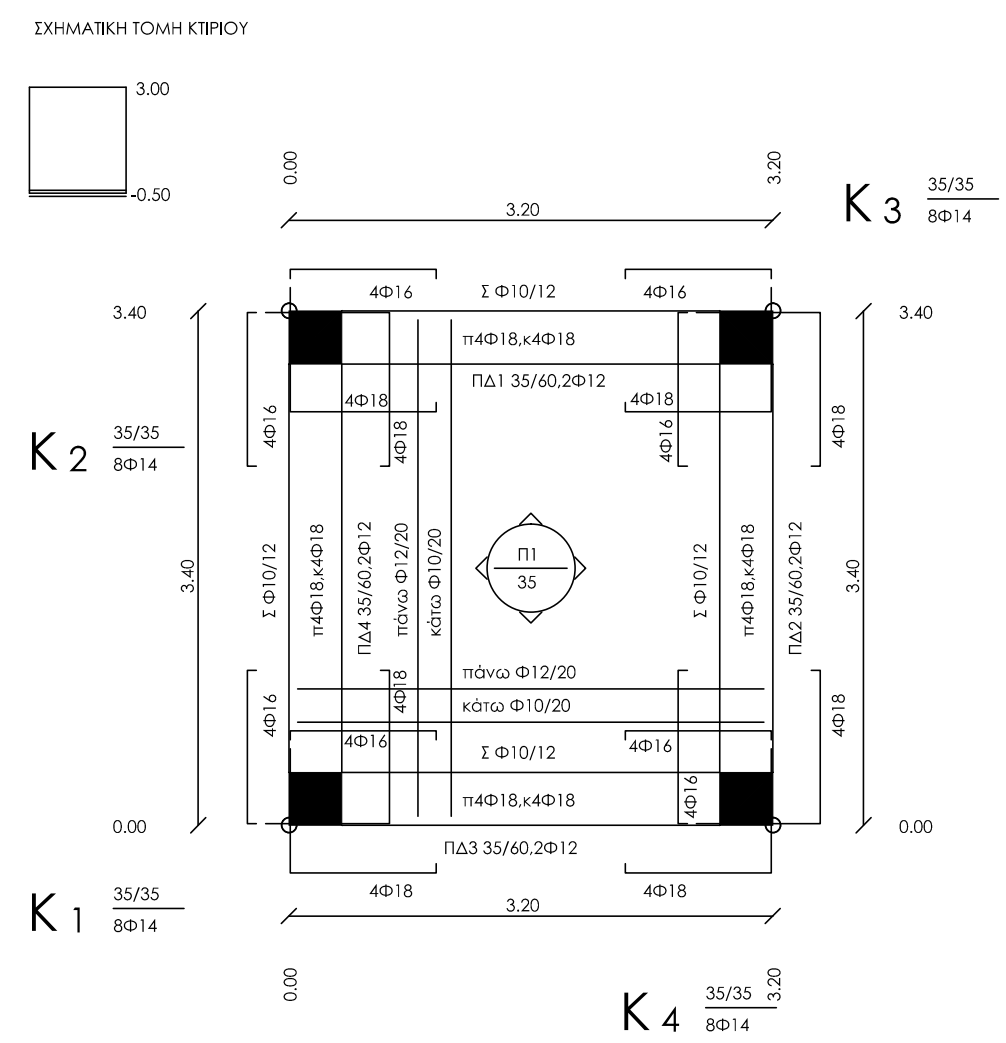 ΣΧΗΜΑΤΙΚΗ ΤΟΜΗ ΚΤΙΡΙΟΥ
3.00
-0.50
0.00
3.20
3.20
K 3
35/35
8Φ14
4Φ16
Σ Φ10/12
4Φ16
3.40
3.40
π4Φ18,κ4Φ18
ΠΔ1 35/60,2Φ12
4Φ18
4Φ18
4Φ16
4Φ18
4Φ16
4Φ18
K 2
35/35
8Φ14
3.40
Σ Φ10/12
π4Φ18,κ4Φ18
ΠΔ4 35/60,2Φ12
πάνω Φ12/20
κάτω Φ10/20
Π1
35
Σ Φ10/12
π4Φ18,κ4Φ18
ΠΔ2 35/60,2Φ12
3.40
πάνω Φ12/20
κάτω Φ10/20
4Φ16
4Φ18
4Φ18
4Φ16
4Φ16
Σ Φ10/12
4Φ16
π4Φ18,κ4Φ18
0.00
0.00
ΠΔ3 35/60,2Φ12
4Φ18
4Φ18
K 1
35/35
8Φ14
3.20
0.00
3.20
K 4
35/35
8Φ14